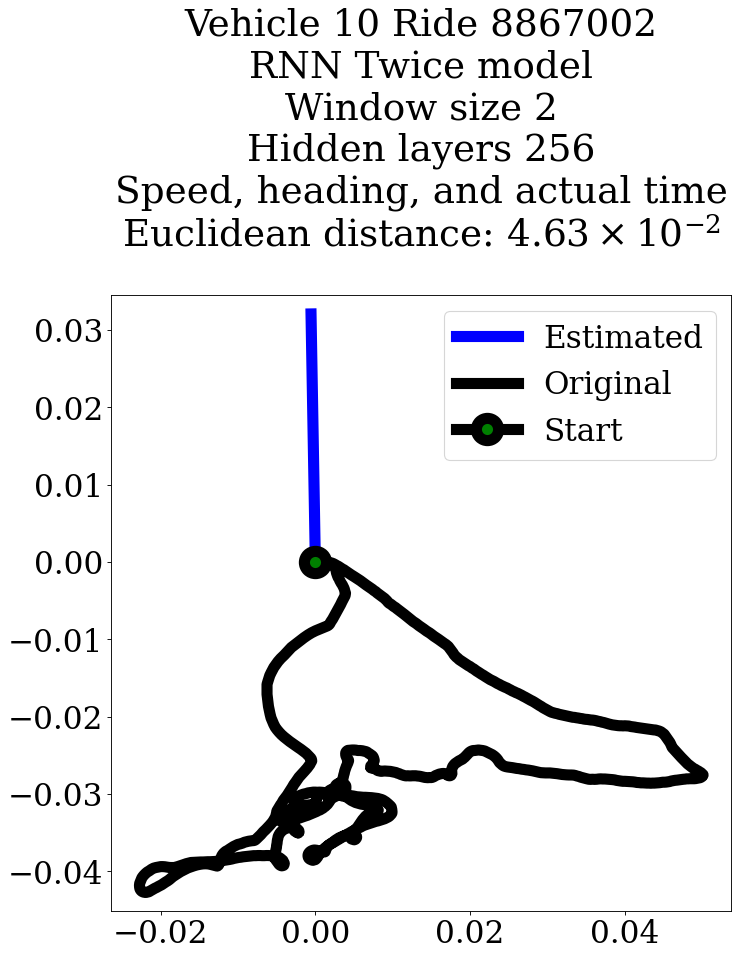 Vehicle 10 Ride 8867002
RNN Twice model
Window size 2
Hidden layers 256
Speed, heading, and actual time
Euclidean distance: 4.63 × 10⁻²
Estimated
Original
Start
0.03
0.02
0.01
0.00
−0.01
−0.02
−0.03
−0.04
−0.02 0.00 0.02 0.04